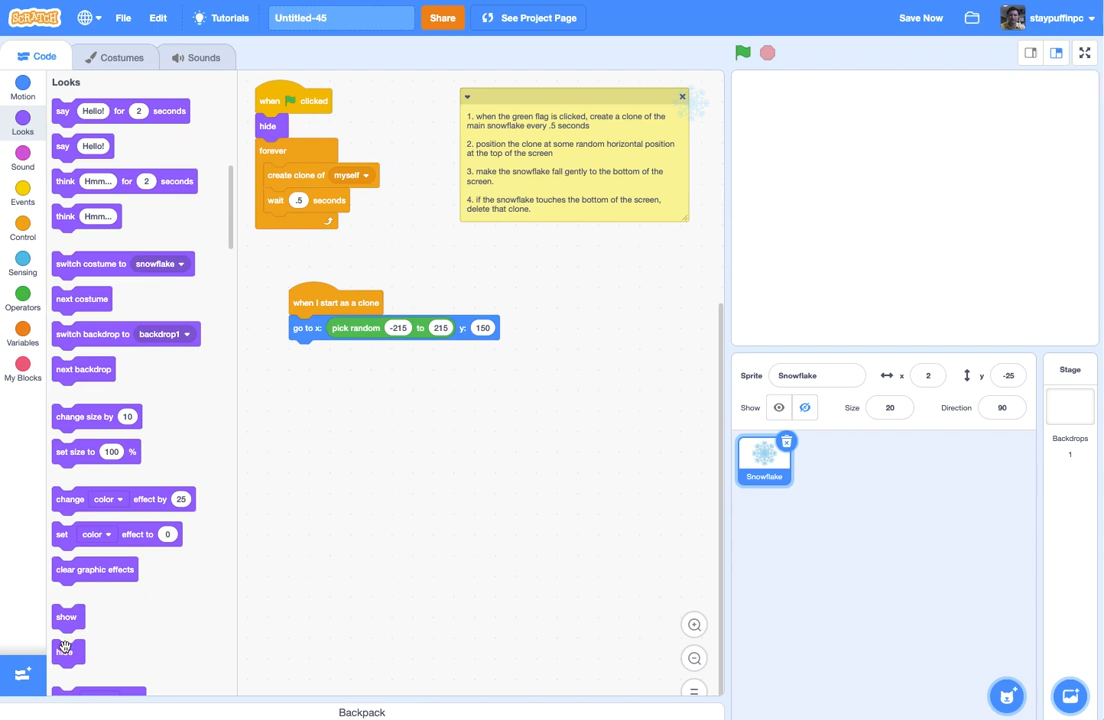 SCRATCH File Edit Tutorials Untitled-45 Share See Project Page Save Now staypuffinpc
Code Costumes Sounds
Motion
Looks
Sound
Events
Control
Sensing
Operators
Variables
My Blocks
Looks
say Hello! for 2 seconds
say Hello!
think Hmm... for 2 seconds
think Hmm...
switch costume to snowflake
next costume
switch backdrop to backdrop1
next backdrop
change size by 10
set size to 100 %
change color effect by 25
set color effect to 0
clear graphic effects
show
hide
when clicked
hide
forever
create clone of myself
wait .5 seconds
1. when the green flag is clicked, create a clone of the
main snowflake every .5 seconds
2. position the clone at some random horizontal position
at the top of the screen
3. make the snowflake fall gently to the bottom of the
screen.
4. if the snowflake touches the bottom of the screen,
delete that clone.
when I start as a clone
go to x: pick random -215 to 215 y: 150
Sprite Snowflake x 2 y -25
Show Size 20 Direction 90
Snowflake
Stage
Backdrops
1
Backpack